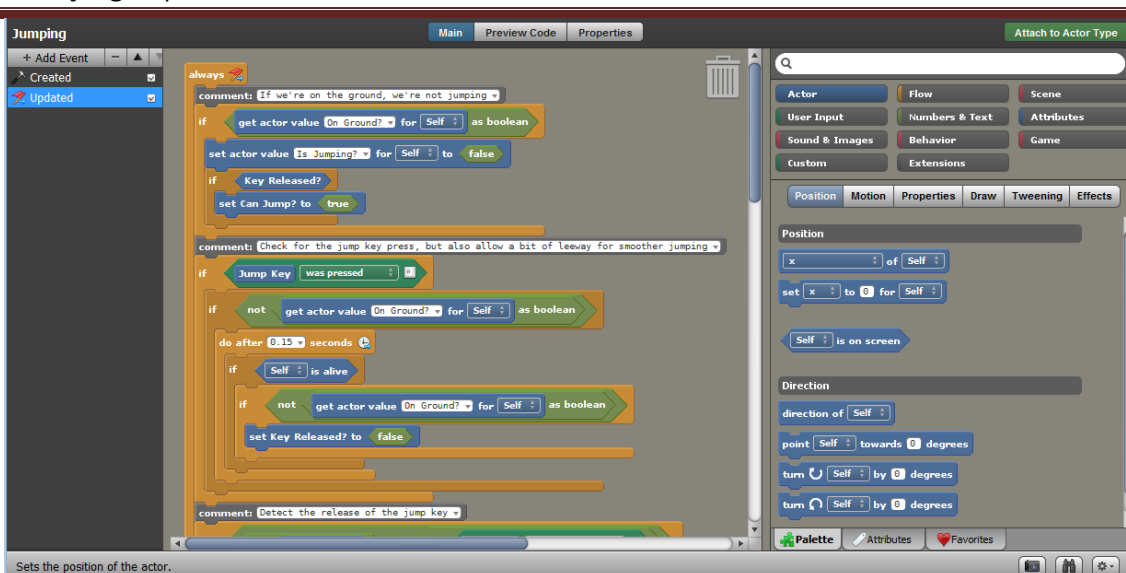 Jumping
Main Preview Code Properties
Attach to Actor Type
+ Add Event
Created
Updated
always
comment: If we're on the ground, we're not jumping
if get actor value On Ground? for Self as boolean
set actor value Is Jumping? for Self to false
if Key Released?
set Can Jump? to true
comment: Check for the jump key press, but also allow a bit of leeway for smoother jumping
if Jump Key was pressed
if not get actor value On Ground? for Self as boolean
do after 0.15 seconds
if Self is alive
if not get actor value On Ground? for Self as boolean
set Key Released? to false
comment: Detect the release of the jump key
Actor Flow Scene
User Input Numbers & Text Attributes
Sound & Images Behavior Game
Custom Extensions
Position Motion Properties Draw Tweening Effects
Position
x of Self
set x to 0 for Self
Self is on screen
Direction
direction of Self
point Self towards 0 degrees
turn Self by 0 degrees
turn Self by 0 degrees
Palette Attributes Favorites
Sets the position of the actor.